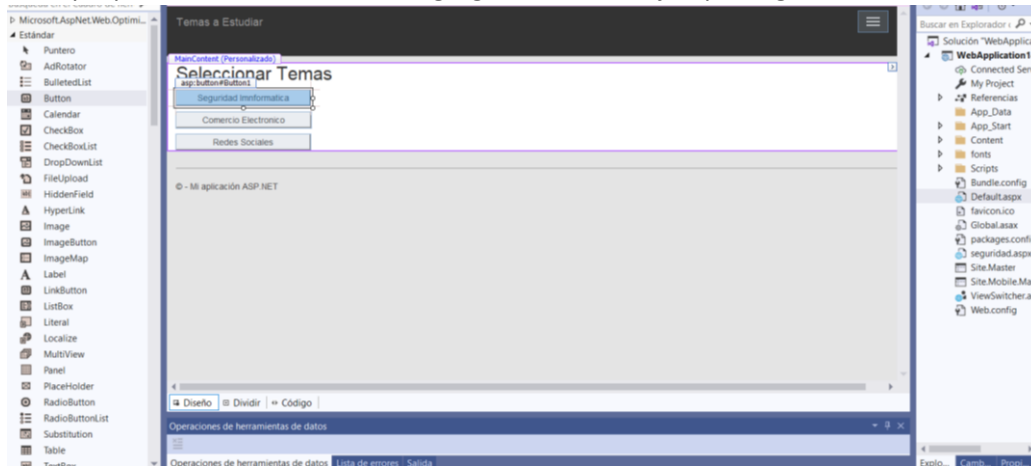 Microsoft.AspNet.Web.Optimi...
Estándar
Puntero
AdRotator
BulletedList
Button
Calendar
CheckBox
CheckBoxList
DropDownList
FileUpload
HiddenField
HyperLink
Image
ImageButton
ImageMap
Label
LinkButton
ListBox
Literal
Localize
MultiView
Panel
PlaceHolder
RadioButton
RadioButtonList
Substitution
Table
Temas a Estudiar
MainContent (Personalizado)
Seleccionar Temas
asp:button#Button1
Seguridad Imnformatica
Comercio Electronico
Redes Sociales
© - Mi aplicación ASP.NET
Diseño Dividir Código
Operaciones de herramientas de datos
Operaciones de herramientas de datos Lista de errores Salida
Buscar en Explorador
Solución "WebApplica
WebApplication1
Connected Ser
My Project
Referencias
App_Data
App_Start
Content
fonts
Scripts
Bundle.config
Default.aspx
favicon.ico
Global.asax
packages.confi
seguridad.aspx
Site.Master
Site.Mobile.Ma
ViewSwitcher.a
Web.config
Explo... Camb... Propi...